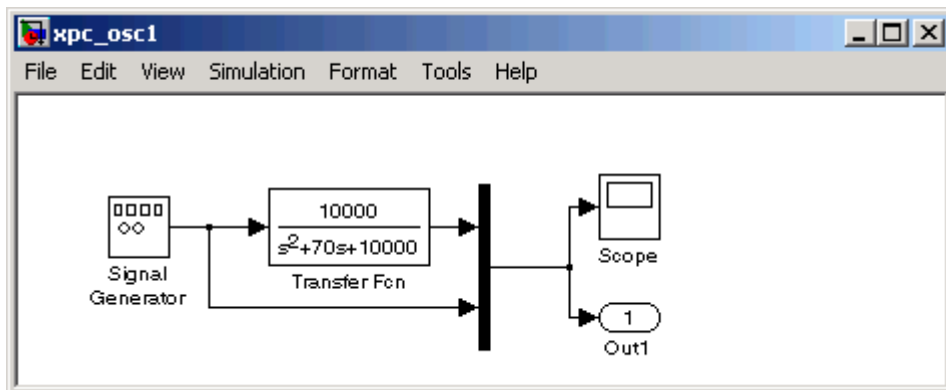 xpc_osc1
File Edit View Simulation Format Tools Help
10000
s²+70s+10000
Transfer Fcn
Signal
Generator
Scope
1
Out1